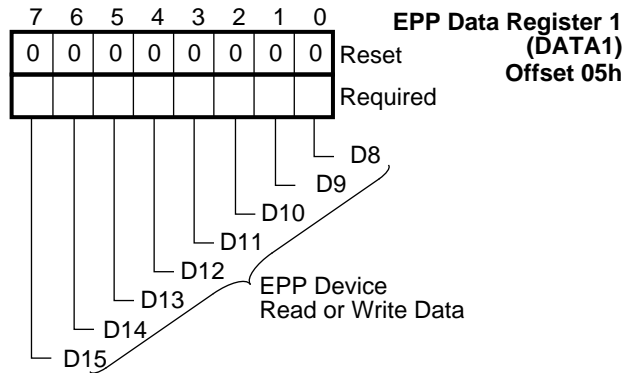 7 6 5 4 3 2 1 0
EPP Data Register 1
(DATA1)
Offset 05h
0 0 0 0 0 0 0 0 Reset
Required
D8
D9
D10
D11
D12
D13
D14
D15
EPP Device
Read or Write Data